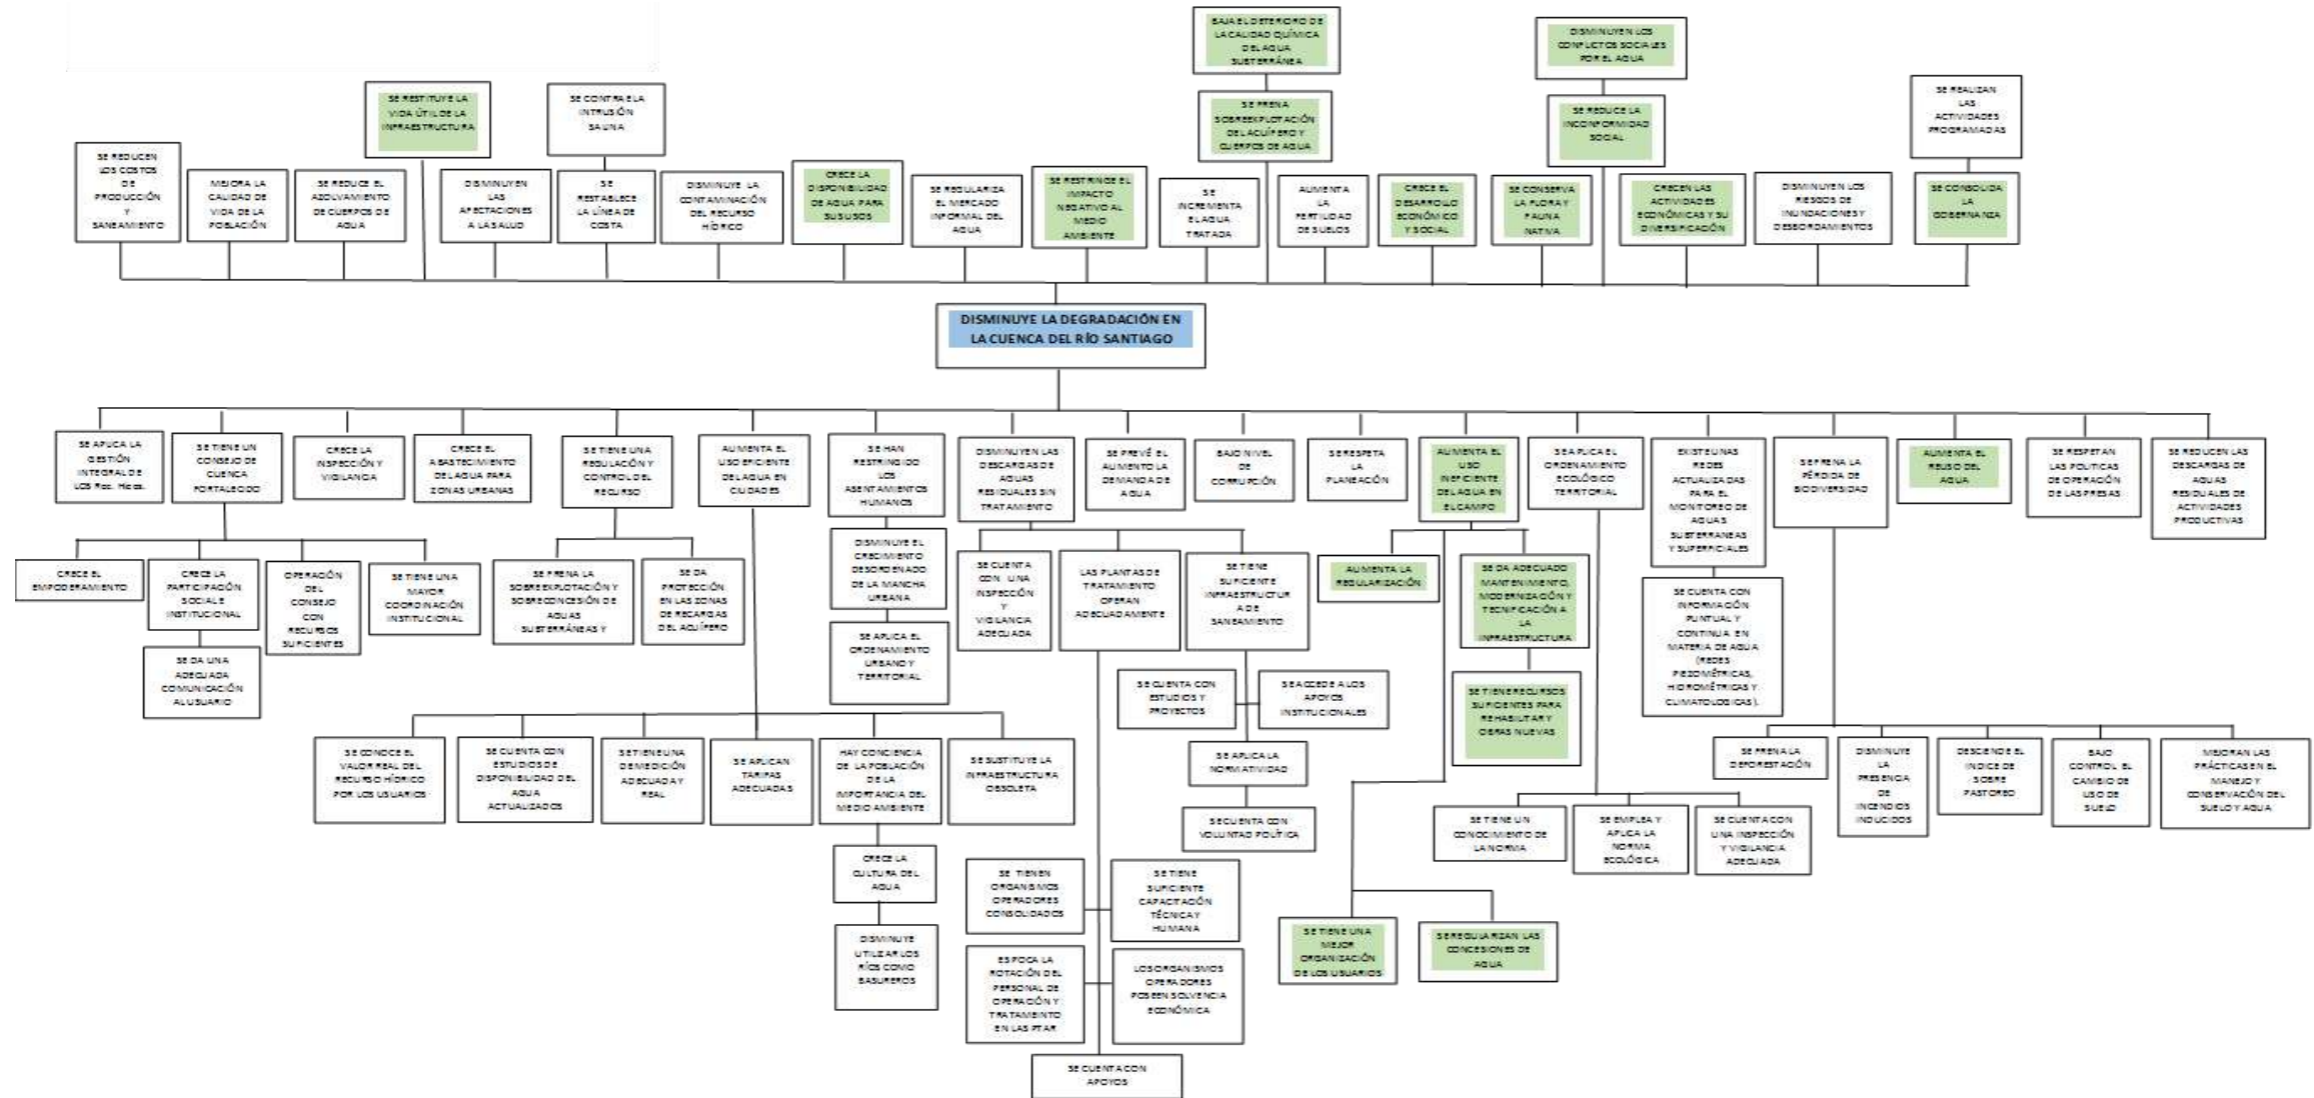 BAJA EL DETERIORO DE
LA CALIDAD QUÍMICA
DEL AGUA
SUBTERRÁNEA
DISMINUYEN LOS
CONFLICTOS SOCIALES
POR EL AGUA
SE RESTITUYE LA
VIDA ÚTIL DE LA
INFRAESTRUCTURA
SE CONTRAE LA
INTRUSIÓN
SALINA
SE FRENA
SOBREEXPLOTACIÓN
DEL ACUÍFERO Y
CUERPOS DE AGUA
SE REDUCE LA
INCONFORMIDAD
SOCIAL
SE REALIZAN
LAS
ACTIVIDADES
PROGRAMADAS
SE REDUCEN
LOS COSTOS
DE
PRODUCCIÓN
Y
SANEAMIENTO
MEJORA LA
CALIDAD DE
VIDA DE LA
POBLACIÓN
SE REDUCE EL
AZOLVAMIENTO
DE CUERPOS DE
AGUA
DISMINUYEN
LAS
AFECTACIONES
A LA SALUD
SE
RESTABLECE
LA LÍNEA DE
COSTA
DISMINUYE LA
CONTAMINACIÓN
DEL RECURSO
HÍDRICO
CRECE LA
DISPONIBILIDAD
DE AGUA PARA
SUS USOS
SE REGULARIZA
EL MERCADO
INFORMAL DEL
AGUA
SE RESTRINGE EL
IMPACTO
NEGATIVO AL
MEDIO
AMBIENTE
SE
INCREMENTA
EL AGUA
TRATADA
AUMENTA
LA
FERTILIDAD
DE SUELOS
CRECE EL
DESARROLLO
ECONÓMICO
Y SOCIAL
SE CONSERVA
LA FLORA Y
FAUNA
NATIVA
CRECEN LAS
ACTIVIDADES
ECONÓMICAS Y SU
DIVERSIFICACIÓN
DISMINUYEN LOS
RIESGOS DE
INUNDACIONES Y
DESBORDAMIENTOS
SE CONSOLIDA
LA
GOBERNANZA
DISMINUYE LA DEGRADACIÓN EN
LA CUENCA DEL RÍO SANTIAGO
SE APLICA LA
GESTIÓN
INTEGRAL DE
LOS Rec. Hícos.
SE TIENE UN
CONSEJO DE
CUENCA
FORTALECIDO
CRECE LA
INSPECCIÓN Y
VIGILANCIA
CRECE EL
ABASTECIMIENTO
DEL AGUA PARA
ZONAS URBANAS
SE TIENE UNA
REGULACIÓN Y
CONTROL DEL
RECURSO
AUMENTA EL
USO EFICIENTE
DEL AGUA EN
CIUDADES
SE HAN
RESTRINGIDO
LOS
ASENTAMIENTOS
HUMANOS
DISMINUYEN LAS
DESCARGAS DE
AGUAS
RESIDUALES SIN
TRATAMIENTO
SE PREVÉ EL
AUMENTO LA
DEMANDA DE
AGUA
BAJO NIVEL
DE
CORRUPCIÓN
SE RESPETA
LA
PLANEACIÓN
AUMENTA EL
USO
INEFICIENTE
DEL AGUA EN
EL CAMPO
SE APLICA EL
ORDENAMIENTO
ECOLÓGICO
TERRITORIAL
EXISTE UNAS
REDES
ACTUALIZADAS
PARA EL
MONITOREO DE
AGUAS
SUBTERRANEAS
Y SUPERFICIALES
SE FRENA LA
PÉRDIDA DE
BIODIVERSIDAD
AUMENTA EL
REUSO DEL
AGUA
SE RESPETAN
LAS POLITICAS
DE OPERACIÓN
DE LAS PRESAS
SE REDUCEN LAS
DESCARGAS DE
AGUAS
RESIDUALES DE
ACTIVIDADES
PRODUCTIVAS
CRECE EL
EMPODERAMIENTO
CRECE LA
PARTICIPACIÓN
SOCIAL E
INSTITUCIONAL
OPERACIÓN
DEL
CONSEJO
CON
RECURSOS
SUFICIENTES
SE TIENE UNA
MAYOR
COORDINACIÓN
INSTITUCIONAL
SE FRENA LA
SOBREEXPLOTACIÓN Y
SOBRECONCESIÓN DE
AGUAS
SUBTERRÁNEAS Y
SE DA
PROTECCIÓN
EN LAS ZONAS
DE RECARGAS
DEL ACUÍFERO
DISMINUYE EL
CRECIMIENTO
DESORDENADO
DE LA MANCHA
URBANA
SE CUENTA
CON UNA
INSPECCIÓN
Y
VIGILANCIA
ADECUADA
LAS PLANTAS DE
TRATAMIENTO
OPERAN
ADECUADAMENTE
SE TIENE
SUFICIENTE
INFRAESTRUCTUR
A DE
SANEAMIENTO
AUMENTA LA
REGULARIZACIÓN
SE DA ADECUADO
MANTENIMIENTO,
MODERNIZACIÓN Y
TECNIFICACIÓN A
LA
INFRAESTRUCTURA
SE CUENTA CON
INFORMACIÓN
PUNTUAL Y
CONTINUA EN
MATERIA DE AGUA
(REDES
PIEZOMÉTRICAS,
HIDROMÉTRICAS Y
CLIMATOLOGICAS).
SE DA UNA
ADECUADA
COMUNICACIÓN
AL USUARIO
SE APLICA EL
ORDENAMIENTO
URBANO Y
TERRITORIAL
SE CUENTA CON
ESTUDIOS Y
PROYECTOS
SE ACCEDE A LOS
APOYOS
INSTITUCIONALES
SE TIENE RECURSOS
SUFICIENTES PARA
REHABILITAR Y
OBRAS NUEVAS
SE CONOCE EL
VALOR REAL DEL
RECURSO HÍDRICO
POR LOS USUARIOS
SE CUENTA CON
ESTUDIOS DE
DISPONIBILIDAD DEL
AGUA
ACTUALIZADOS
SE TIENE UNA
DE MEDICIÓN
ADECUADA Y
REAL
SE APLICAN
TARIFAS
ADECUADAS
HAY CONCIENCIA
DE LA POBLACIÓN
DE LA
IMPORTANCIA DEL
MEDIO AMBIENTE
SE SUSTITUYE LA
INFRAESTRUCTURA
OBSOLETA
SE APLICA LA
NORMATIVIDAD
SE FRENA LA
DEFORESTACIÓN
DISMINUYE
LA
PRESENCIA
DE
INCENDIOS
INDUCIDOS
DESCIENDE EL
INDICE DE
SOBRE
PASTOREO
BAJO
CONTROL EL
CAMBIO DE
USO DE
SUELO
MEJORAN LAS
PRÁCTICAS EN EL
MANEJO Y
CONSERVACIÓN DEL
SUELO Y AGUA
SE CUENTA CON
VOLUNTAD POLÍTICA
SE TIENE UN
CONOCIMIENTO DE
LA NORMA
SE EMPLEA Y
APLICA LA
NORMA
ECOLÓGICA
SE CUENTA CON
UNA INSPECCIÓN
Y VIGILANCIA
ADECUADA
CRECE LA
CULTURA DEL
AGUA
SE TIENEN
ORGANISMOS
OPERADORES
CONSOLIDADOS
SE TIENE
SUFICIENTE
CAPACITACIÓN
TÉCNICA Y
HUMANA
DISMINUYE
UTILIZAR LOS
RÍOS COMO
BASUREROS
SE TIENE UNA
MEJOR
ORGANIZACIÓN
DE LOS USUARIOS
SE REGULARIZAN LAS
CONCESIONES DE
AGUA
ES POCA LA
ROTACIÓN DEL
PERSONAL DE
OPERACIÓN Y
TRATAMEINTO
EN LAS PTAR
LOS ORGANISMOS
OPERADORES
POSEEN SOLVENCIA
ECONÓMICA
SE CUENTA CON
APOYOS